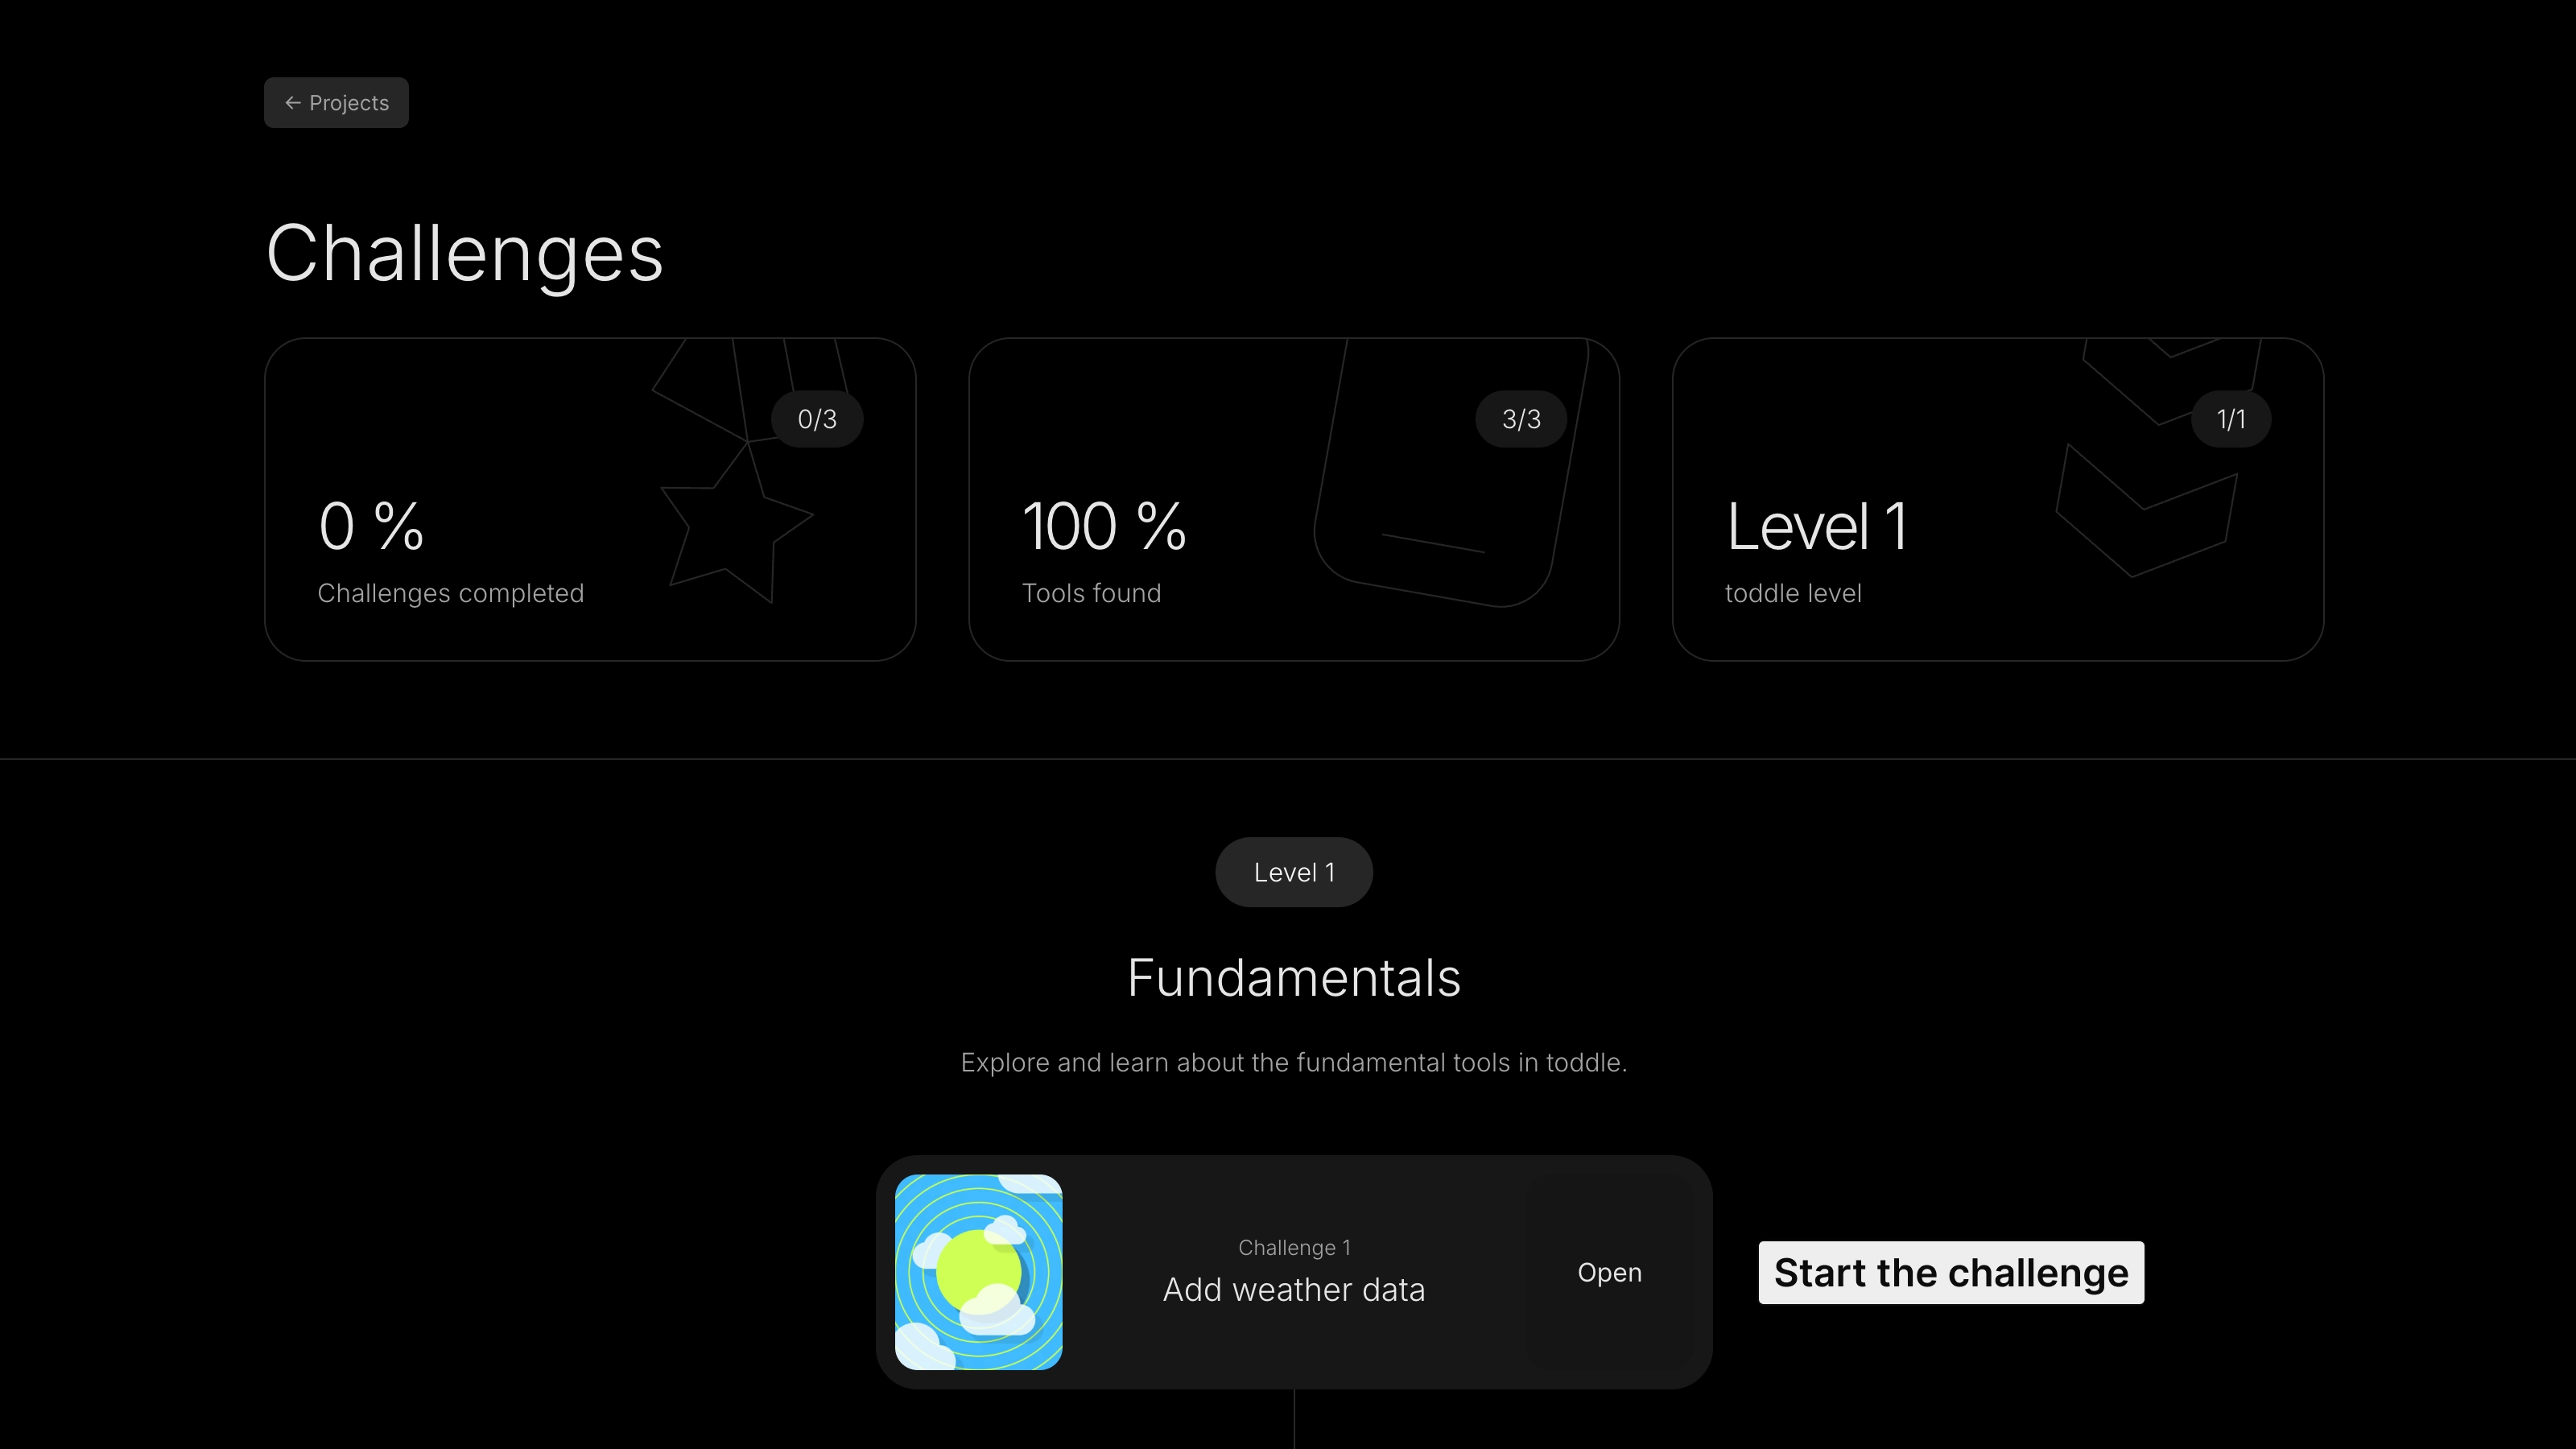 ← Projects
Challenges
0/3
0 %
Challenges completed
3/3
100 %
Tools found
1/1
Level 1
toddle level
Level 1
Fundamentals
Explore and learn about the fundamental tools in toddle.
Challenge 1
Add weather data
Open
Start the challenge